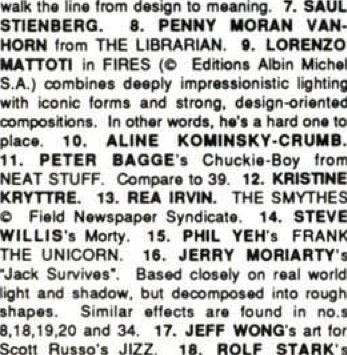 walk the line from design to meaning. 7. SAUL
STIENBERG. 8. PENNY MORAN VAN-
HORN from THE LIBRARIAN. 9. LORENZO
MATTOTI in FIRES (© Editions Albin Michel
S.A.) combines deeply impressionistic lighting
with iconic forms and strong, design-oriented
compositions. In other words, he's a hard one to
place. 10. ALINE KOMINSKY-CRUMB.
11. PETER BAGGE's Chuckie-Boy from
NEAT STUFF. Compare to 39. 12. KRISTINE
KRYTTRE. 13. REA IRVIN. THE SMYTHES
© Field Newspaper Syndicate. 14. STEVE
WILLIS's Morty. 15. PHIL YEH's FRANK
THE UNICORN. 16. JERRY MORIARTY's
"Jack Survives". Based closely on real world
light and shadow, but decomposed into rough
shapes. Similar effects are found in no.s
8,18,19,20 and 34. 17. JEFF WONG's art for
Scott Russo's JIZZ. 18. ROLF STARK's